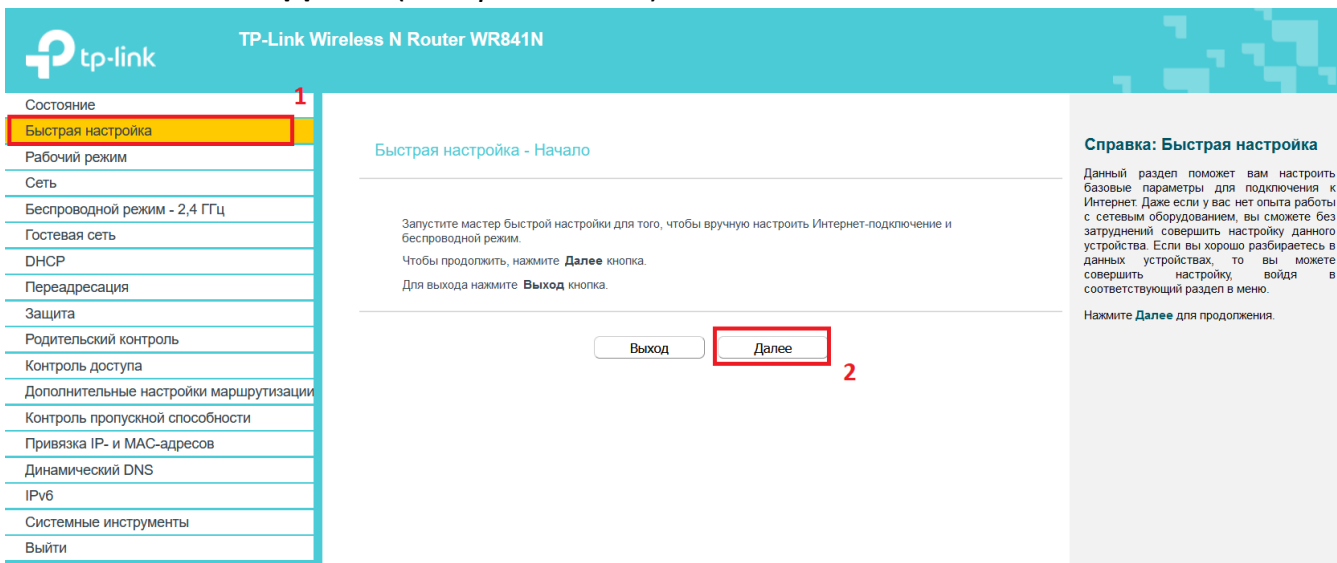 tp-link
TP-Link Wireless N Router WR841N
1
Состояние
Быстрая настройка
Рабочий режим
Сеть
Беспроводной режим - 2,4 ГГц
Гостевая сеть
DHCP
Переадресация
Защита
Родительский контроль
Контроль доступа
Дополнительные настройки маршрутизации
Контроль пропускной способности
Привязка IP- и MAC-адресов
Динамический DNS
IPv6
Системные инструменты
Выйти
Быстрая настройка - Начало
Запустите мастер быстрой настройки для того, чтобы вручную настроить Интернет-подключение и
беспроводной режим.
Чтобы продолжить, нажмите Далее кнопка.
Для выхода нажмите Выход кнопка.
Выход
Далее
2
Справка: Быстрая настройка
Данный раздел поможет вам настроить
базовые параметры для подключения к
Интернет. Даже если у вас нет опыта работы
с сетевым оборудованием, вы сможете без
затруднений совершить настройку данного
устройства. Если вы хорошо разбираетесь в
данных устройствах, то вы можете
совершить настройку, войдя в
соответствующий раздел в меню.
Нажмите Далее для продолжения.